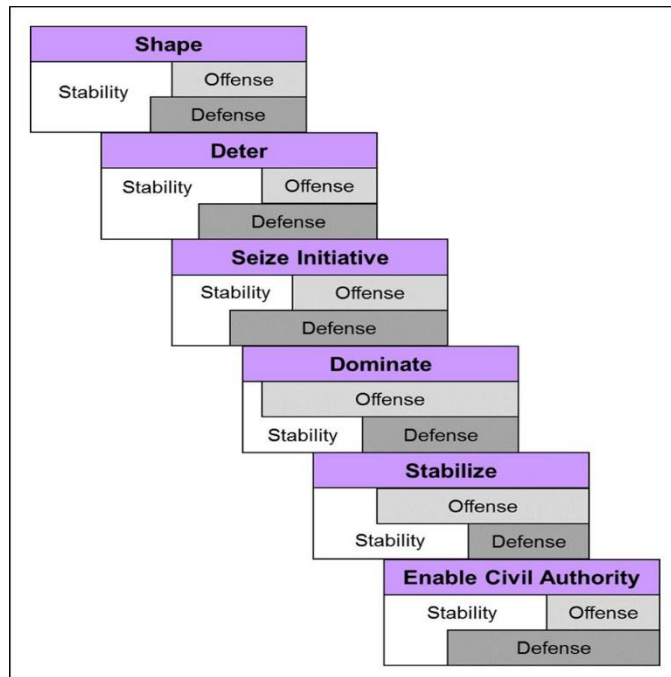 Shape
Offense
Stability
Defense
Deter
Stability
Offense
Defense
Seize Initiative
Stability
Offense
Defense
Dominate
Offense
Stability
Defense
Stabilize
Offense
Stability
Defense
Enable Civil Authority
Stability
Offense
Defense